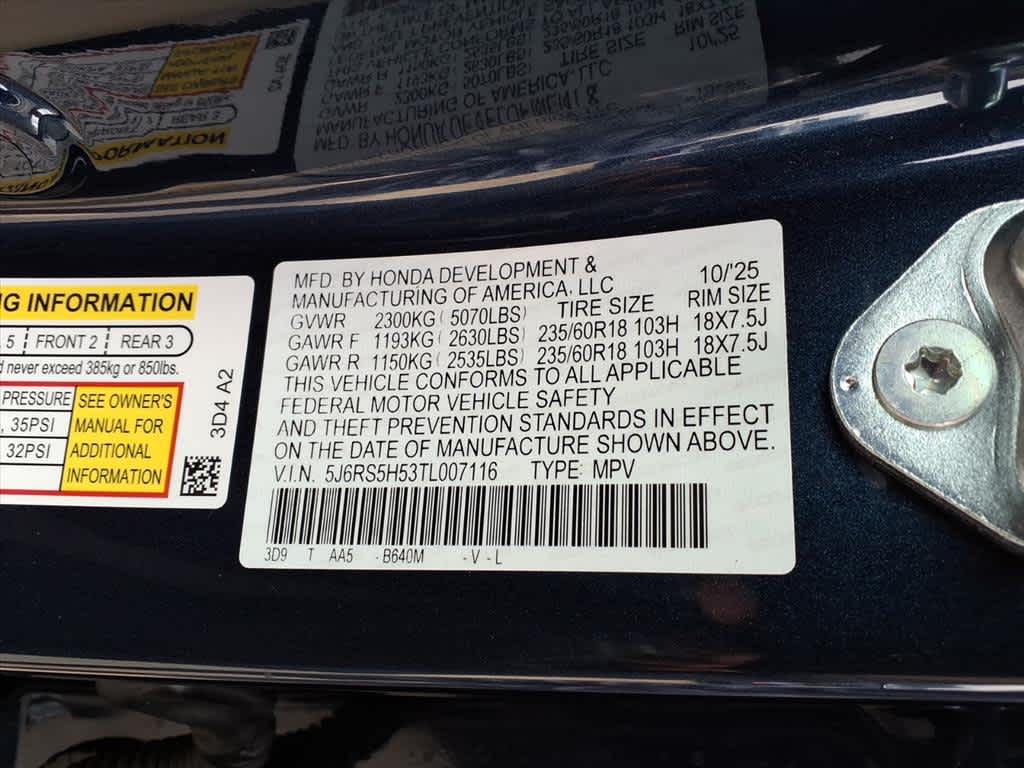 NG INFORMATION
5 FRONT 2 REAR 3
d never exceed 385kg or 850lbs.
PRESSURE
, 35PSI
32PSI
SEE OWNER'S
MANUAL FOR
ADDITIONAL
INFORMATION
3D4 A2
MFD. BY HONDA DEVELOPMENT & 10/'25
MANUFACTURING OF AMERICA, LLC
GVWR 2300KG ( 5070LBS) TIRE SIZE RIM SIZE
GAWR F 1193KG ( 2630LBS) 235/60R18 103H 18X7.5J
GAWR R 1150KG ( 2535LBS) 235/60R18 103H 18X7.5J
THIS VEHICLE CONFORMS TO ALL APPLICABLE
FEDERAL MOTOR VEHICLE SAFETY
AND THEFT PREVENTION STANDARDS IN EFFECT
ON THE DATE OF MANUFACTURE SHOWN ABOVE.
V.I.N. 5J6RS5H53TL007116 TYPE: MPV
3D9 T AA5 -B640M -V-L